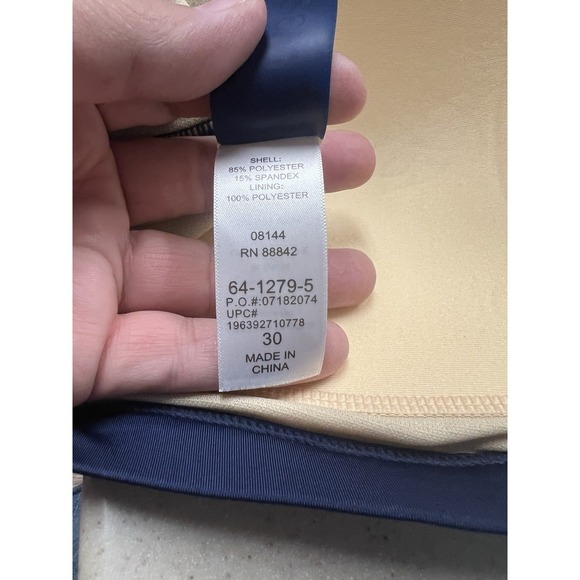 SHELL:
85% POLYESTER
15% SPANDEX
LINING:
100% POLYESTER
08144
RN 88842
64-1279-5
P.O.#:07182074
UPC#
196392710778
30
MADE IN
CHINA